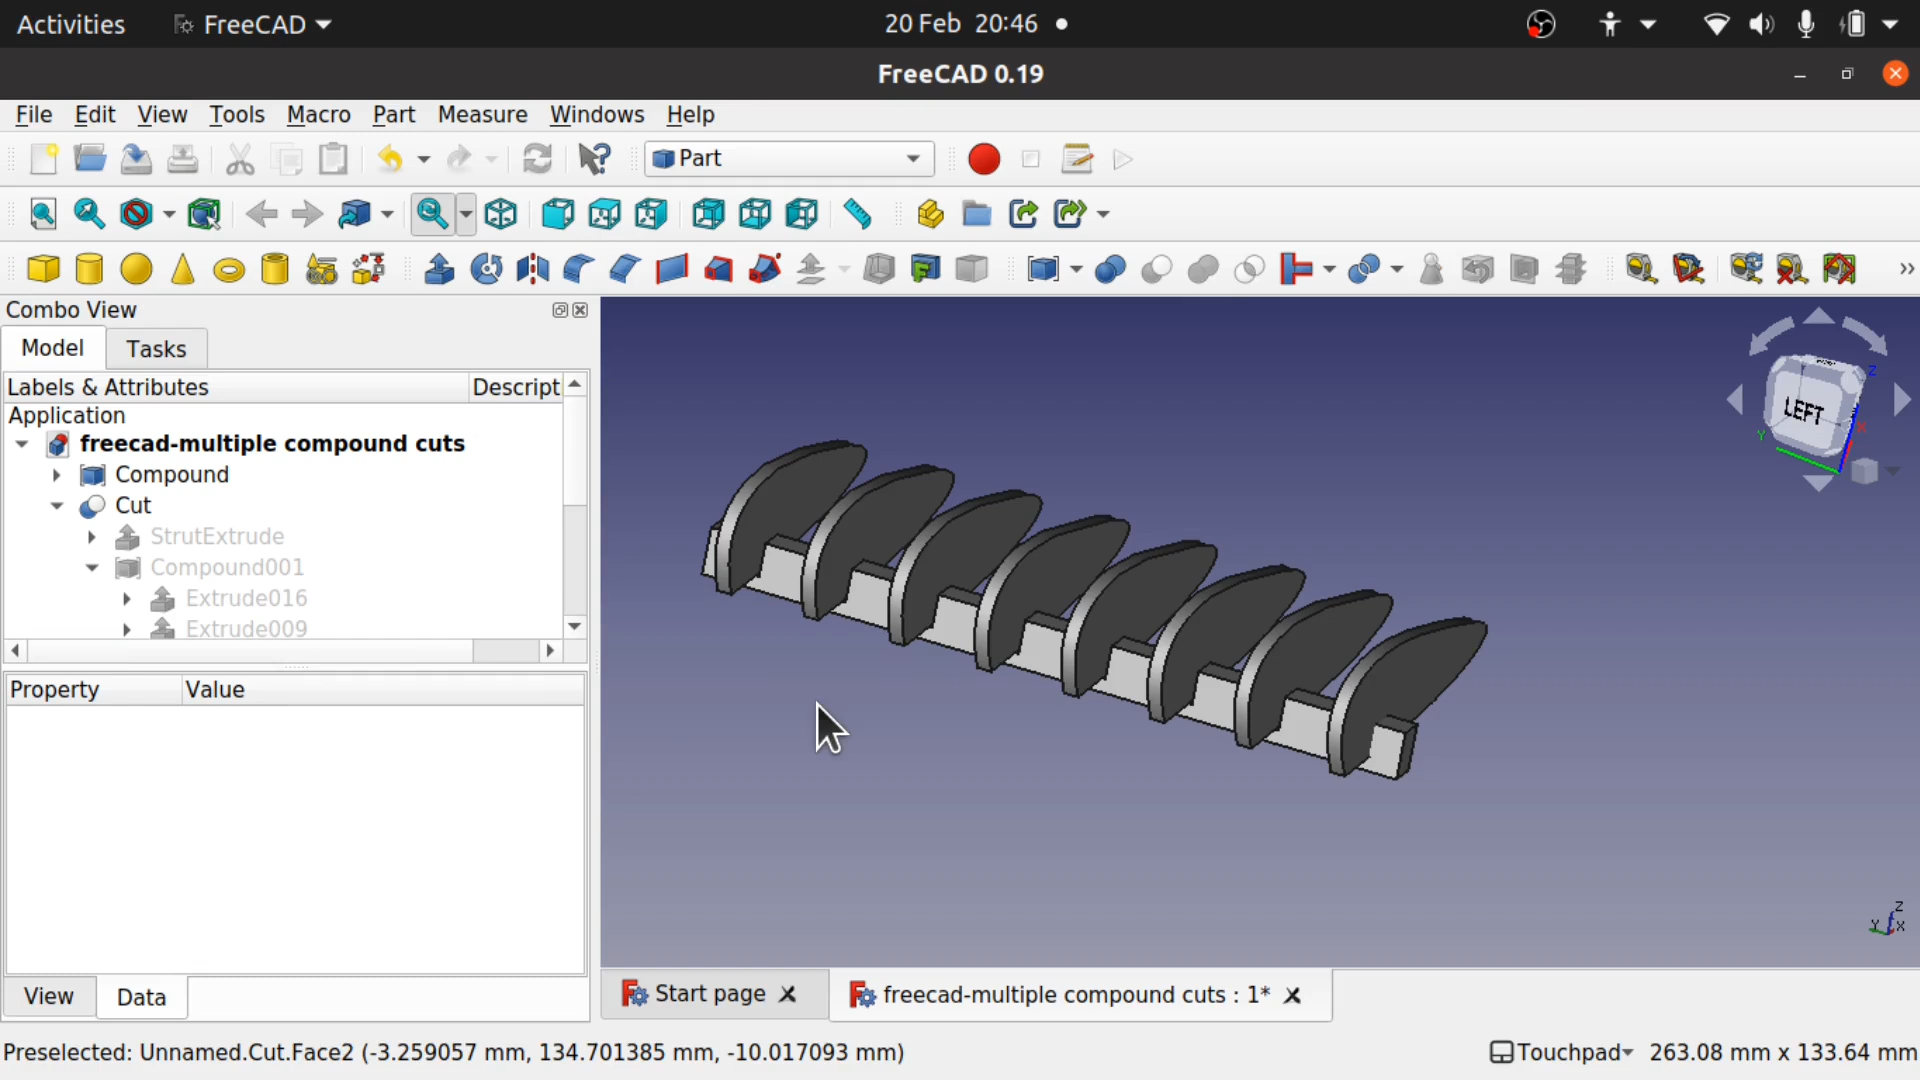 Activities
FreeCAD
20 Feb 20:46
FreeCAD 0.19
File Edit View Tools Macro Part Measure Windows Help
Part
Combo View
Model Tasks
Labels & Attributes Descript
Application
freecad-multiple compound cuts
Compound
Cut
StrutExtrude
Compound001
Extrude016
Extrude009
Property Value
View Data
LEFT
Z
X
Y
Z
Y X
Start page
freecad-multiple compound cuts : 1*
Preselected: Unnamed.Cut.Face2 (-3.259057 mm, 134.701385 mm, -10.017093 mm)
Touchpad 263.08 mm x 133.64 mm